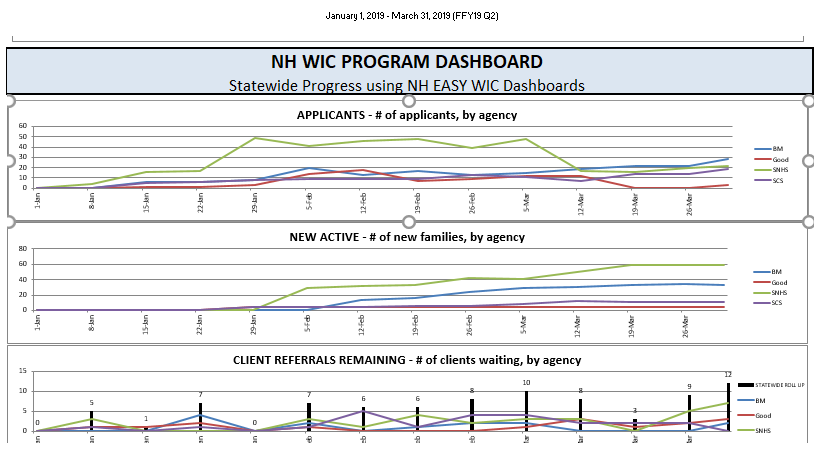 January 1, 2019 - March 31, 2019 (FFY19 Q2)
NH WIC PROGRAM DASHBOARD
Statewide Progress using NH EASY WIC Dashboards
APPLICANTS - # of applicants, by agency
60
50
40
30
20
10
0
1-Jan 8-Jan 15-Jan 22-Jan 29-Jan 5-Feb 12-Feb 19-Feb 26-Feb 5-Mar 12-Mar 19-Mar 26-Mar
BM
Good
SNHS
SCS
NEW ACTIVE - # of new families, by agency
80
60
40
20
0
1-Jan 8-Jan 15-Jan 22-Jan 29-Jan 5-Feb 12-Feb 19-Feb 26-Feb 5-Mar 12-Mar 19-Mar 26-Mar
BM
Good
SNHS
SCS
CLIENT REFERRALS REMAINING - # of clients waiting, by agency
15
10
5
0
0 5 1 7 0 7 6 6 8 10 8 3 9 12
STATEWIDE ROLL UP
BM
Good
SNHS